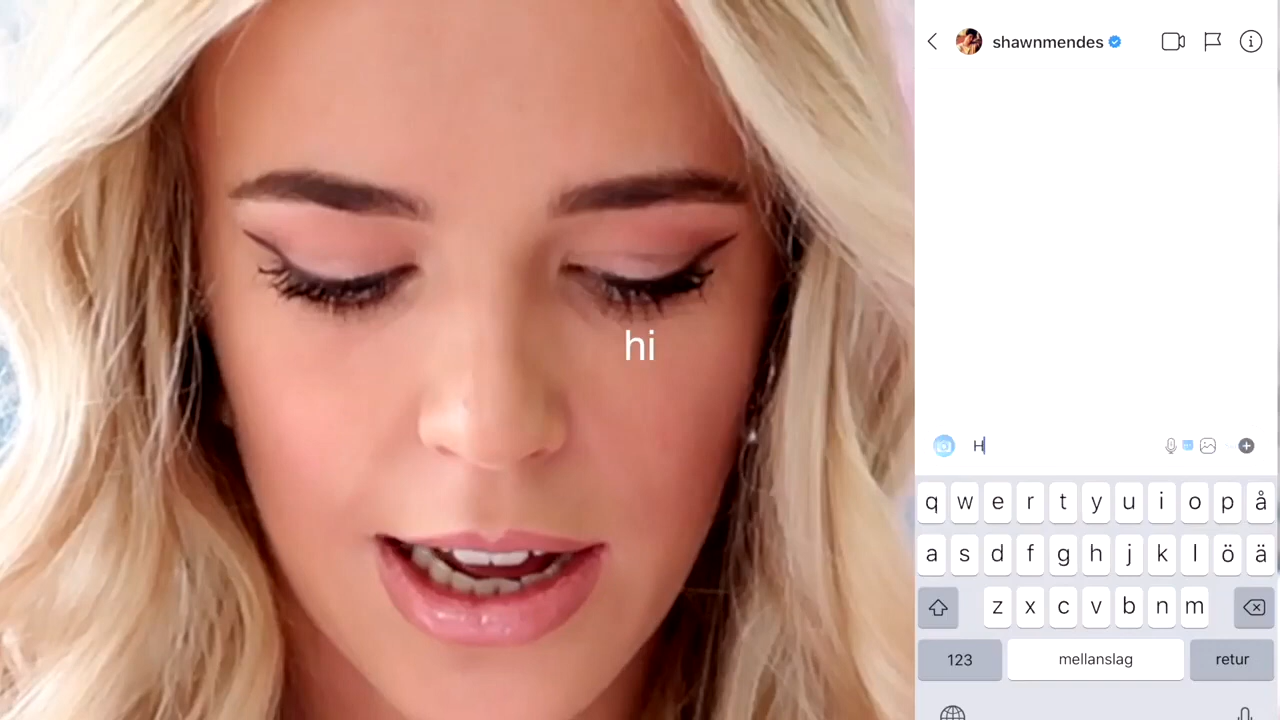 hi
shawnmendes
H
q w e r t y u i o p å
a s d f g h j k l ö ä
z x c v b n m
123 mellanslag retur